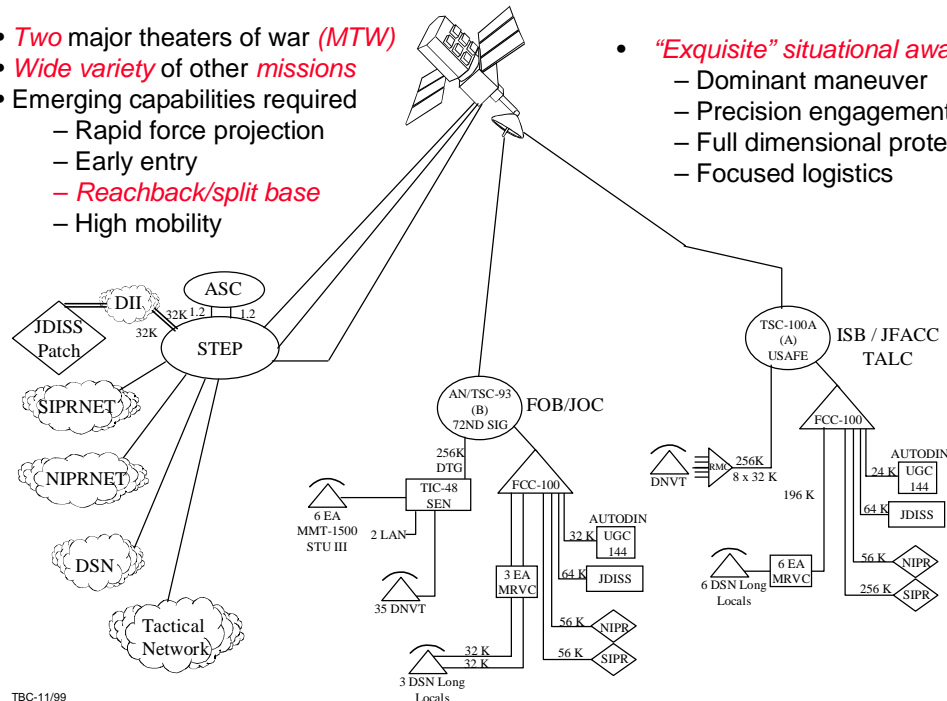 • Two major theaters of war (MTW)
• Wide variety of other missions
• Emerging capabilities required
– Rapid force projection
– Early entry
– Reachback/split base
– High mobility
• "Exquisite" situational awa
– Dominant maneuver
– Precision engagement
– Full dimensional prote
– Focused logistics
ASC
DII
32K
1.2
1.2
32K
JDISS
Patch
STEP
SIPRNET
NIPRNET
DSN
Tactical
Network
AN/TSC-93
(B)
72ND SIG
FOB/JOC
256K
DTG
TIC-48
SEN
6 EA
MMT-1500
STU III
2 LAN
35 DNVT
FCC-100
AUTODIN
32 K
UGC
144
64 K
JDISS
3 EA
MRVC
56 K
NIPR
56 K
SIPR
32 K
32 K
3 DSN Long
Locals
TSC-100A
(A)
USAFE
ISB / JFACC
TALC
FCC-100
DNVT
RMC
256K
8 x 32 K
196 K
AUTODIN
24 K
UGC
144
64 K
JDISS
56 K
NIPR
256 K
SIPR
6 EA
MRVC
6 DSN Long
Locals
TBC-11/99